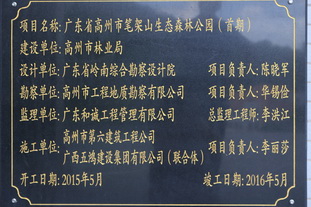 项目名称:广东省高州市笔架山生态森林公园(首期)
建设单位:高州市林业局
设计单位:广东省岭南综合勘察设计院 项目负责人:陈晓军
勘察单位:高州市工程地质勘察有限公司 项目负责人:华锡俭
监理单位:广东和诚工程管理有限公司 总监理工程师:李洪江
施工单位:高州市第六建筑工程公司
广西五鸿建设集团有限公司(联合体) 项目负责人:李丽莎
开工日期:2015年5月 竣工日期:2016年5月